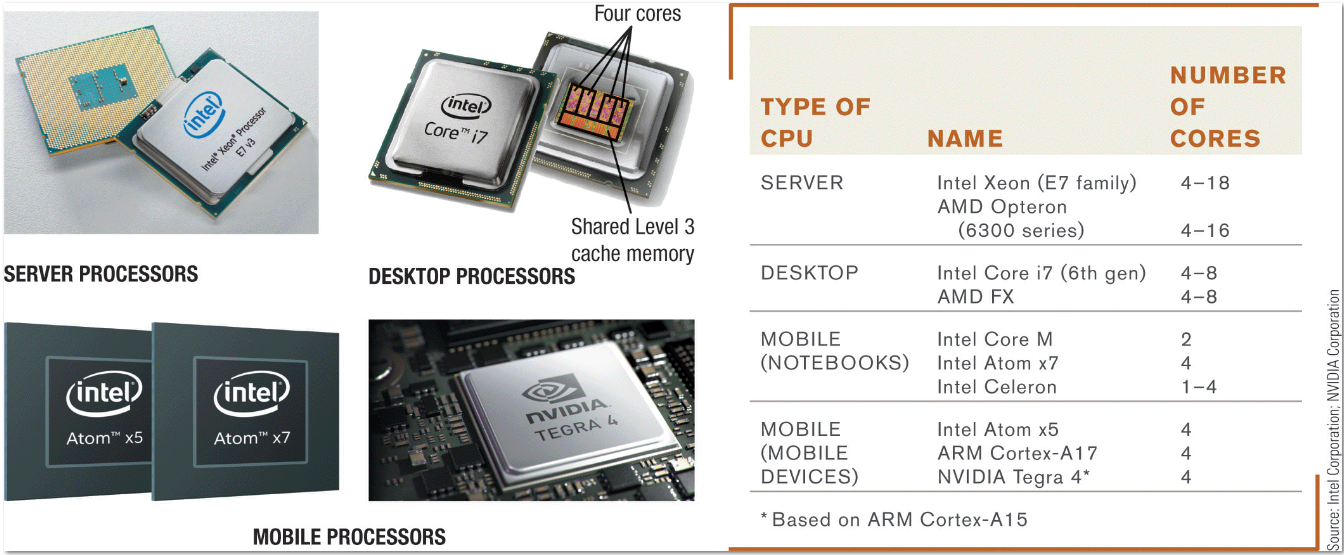 Four cores
intel
Intel® Xeon® Processor
E7 v3
intel
Core™ i7
Shared Level 3
cache memory
SERVER PROCESSORS
DESKTOP PROCESSORS
intel
Atom™ x5
intel
Atom™ x7
NVIDIA
TEGRA 4
MOBILE PROCESSORS
TYPE OF CPU NAME NUMBER OF CORES
SERVER Intel Xeon (E7 family) 4–18
AMD Opteron
(6300 series) 4–16
DESKTOP Intel Core i7 (6th gen) 4–8
AMD FX 4–8
MOBILE Intel Core M 2
(NOTEBOOKS) Intel Atom x7 4
Intel Celeron 1–4
MOBILE Intel Atom x5 4
(MOBILE ARM Cortex-A17 4
DEVICES) NVIDIA Tegra 4* 4
*Based on ARM Cortex-A15
Source: Intel Corporation; NVIDIA Corporation